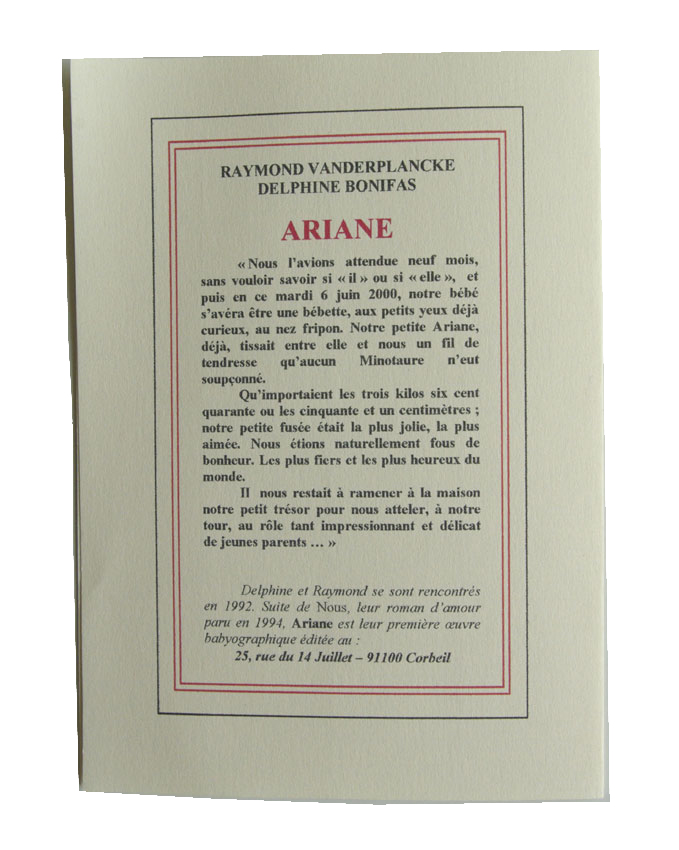 RAYMOND VANDERPLANCKE
DELPHINE BONIFAS
ARIANE
« Nous l'avions attendue neuf mois,
sans vouloir savoir si « il » ou si « elle », et
puis en ce mardi 6 juin 2000, notre bébé
s'avéra être une bébette, aux petits yeux déjà
curieux, au nez fripon. Notre petite Ariane,
déjà, tissait entre elle et nous un fil de
tendresse qu'aucun Minotaure n'eut
soupçonné.
Qu'importaient les trois kilos six cent
quarante ou les cinquante et un centimètres ;
notre petite fusée était la plus jolie, la plus
aimée. Nous étions naturellement fous de
bonheur. Les plus fiers et les plus heureux du
monde.
Il nous restait à ramener à la maison
notre petit trésor pour nous atteler, à notre
tour, au rôle tant impressionnant et délicat
de jeunes parents ... »
Delphine et Raymond se sont rencontrés
en 1992. Suite de Nous, leur roman d'amour
paru en 1994, Ariane est leur première œuvre
babyographique éditée au :
25, rue du 14 Juillet – 91100 Corbeil